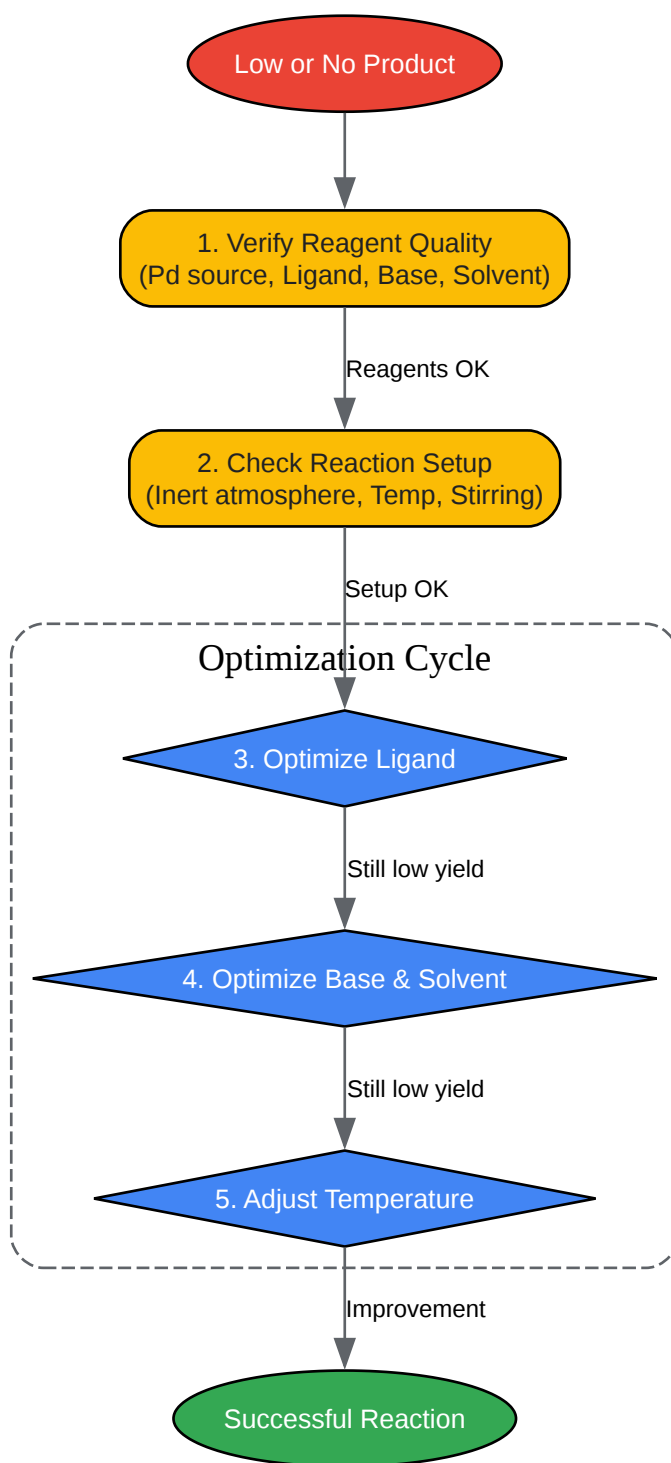 Low or No Product
1. Verify Reagent Quality
(Pd source, Ligand, Base, Solvent)
Reagents OK
2. Check Reaction Setup
(Inert atmosphere, Temp, Stirring)
Setup OK
Optimization Cycle
3. Optimize Ligand
Still low yield
4. Optimize Base & Solvent
Still low yield
5. Adjust Temperature
Improvement
Successful Reaction